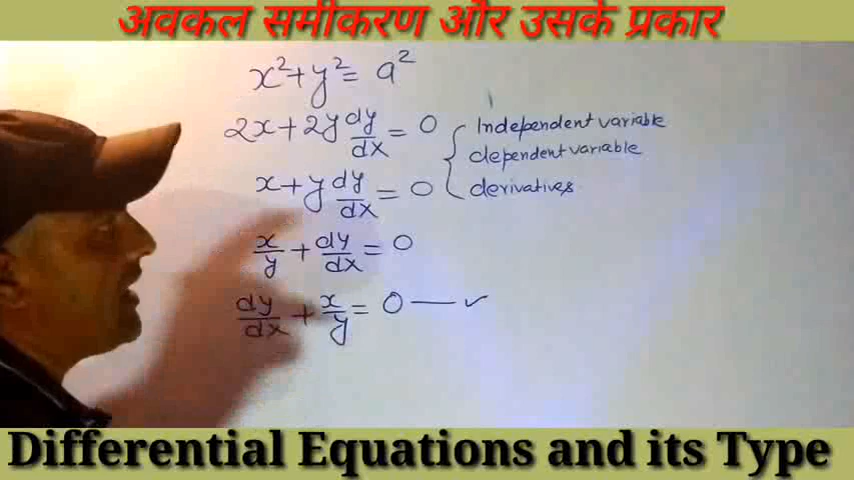 अवकल समीकरण और उसके प्रकार
x² + y² = a²
2x + 2y dy/dx = 0
Independent variable
dependent variable
x + y dy/dx = 0
derivatives
x/y + dy/dx = 0
dy/dx + x/y = 0 — ✓
Differential Equations and its Type